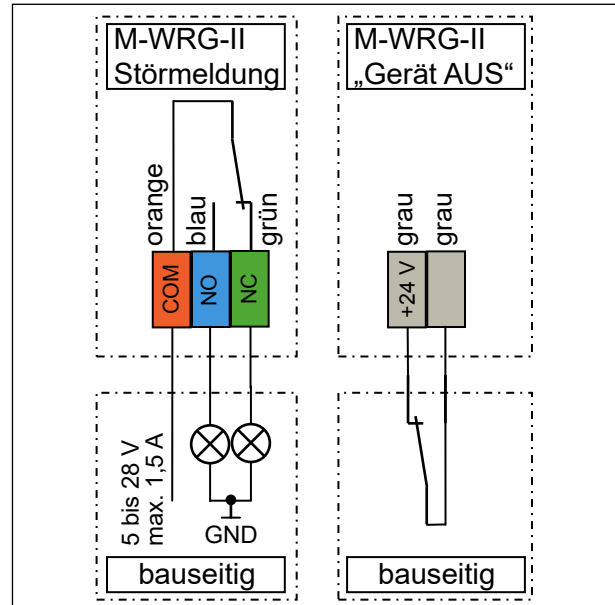 M-WRG-II
Störmeldung
orange
blau
grün
COM
NO
NC
5 bis 28 V
max. 1,5 A
GND
bauseitig
M-WRG-II
„Gerät AUS“
grau
grau
+24 V
bauseitig